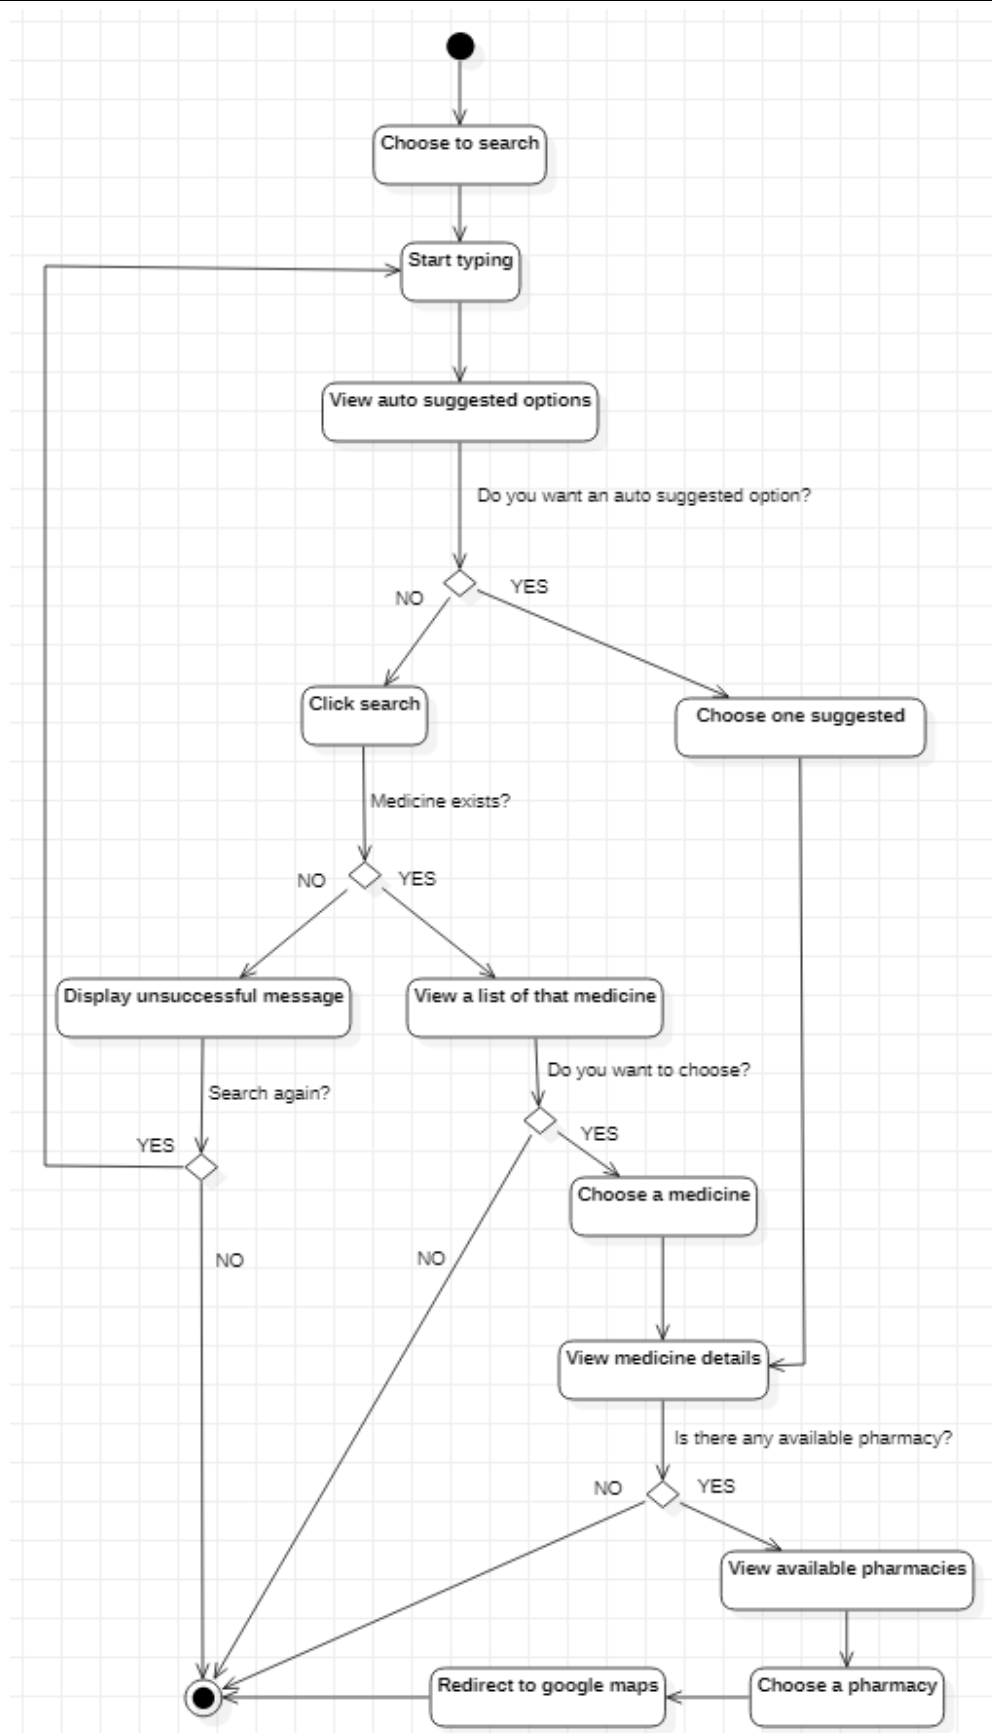 Choose to search
Start typing
View auto suggested options
Do you want an auto suggested option?
NO
YES
Click search
Choose one suggested
Medicine exists?
NO
YES
Display unsuccessful message
View a list of that medicine
Do you want to choose?
Search again?
YES
YES
Choose a medicine
NO
NO
View medicine details
Is there any available pharmacy?
NO
YES
View available pharmacies
Redirect to google maps
Choose a pharmacy